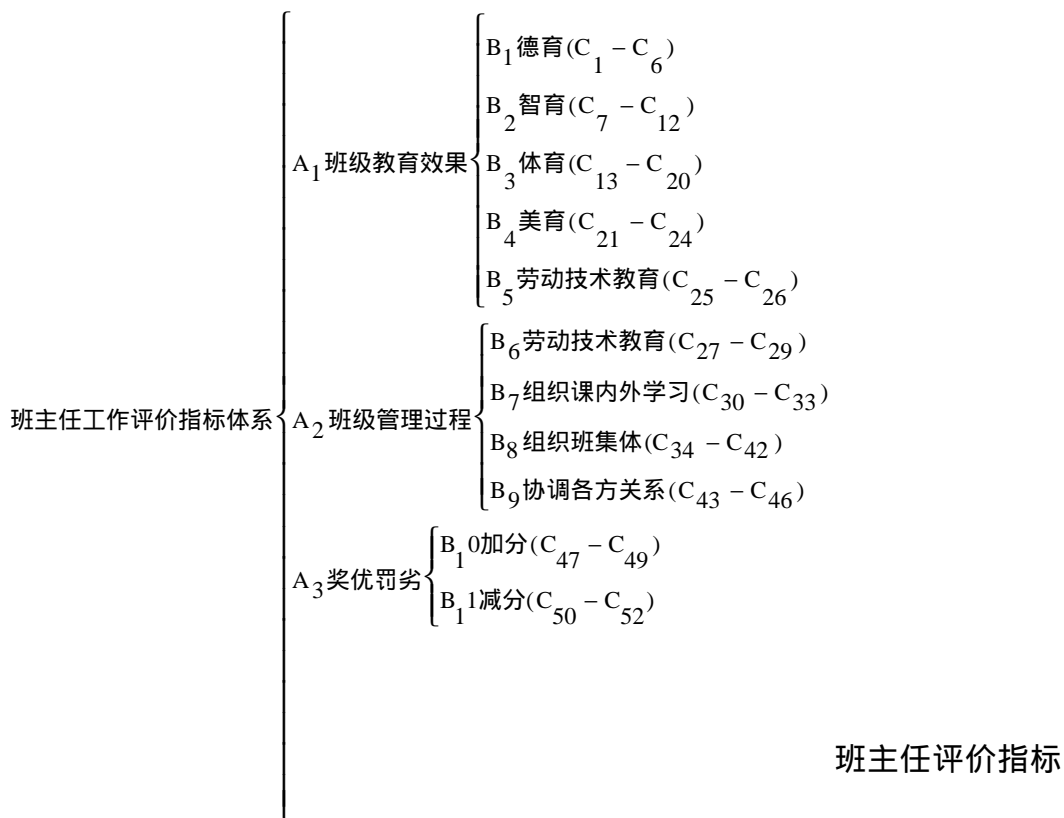 班主任工作评价指标体系
A₁班级教育效果
B₁德育(C₁ – C₆)
B₂智育(C₇ – C₁₂)
B₃体育(C₁₃ – C₂₀)
B₄美育(C₂₁ – C₂₄)
B₅劳动技术教育(C₂₅ – C₂₆)
A₂班级管理过程
B₆劳动技术教育(C₂₇ – C₂₉)
B₇组织课内外学习(C₃₀ – C₃₃)
B₈组织班集体(C₃₄ – C₄₂)
B₉协调各方关系(C₄₃ – C₄₆)
A₃奖优罚劣
B₁0加分(C₄₇ – C₄₉)
B₁1减分(C₅₀ – C₅₂)
班主任评价指标